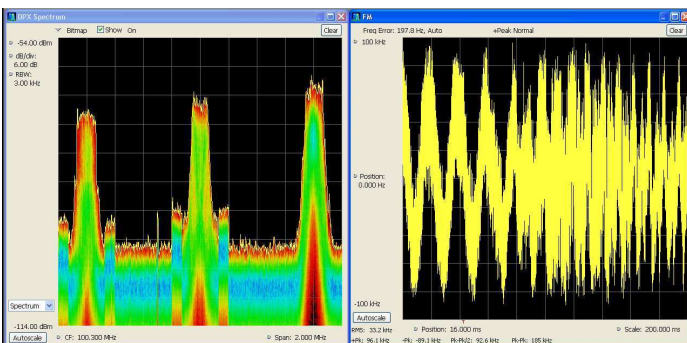 DPX Spectrum
Bitmap Show On Clear
-54.00 dBm
dB/div:
6.00 dB
RBW:
3.00 kHz
Spectrum
-114.00 dBm
Autoscale CF: 100.300 MHz Span: 2.000 MHz
FM
Freq Error: 197.8 Hz, Auto +Peak Normal Clear
100 kHz
Position:
0.000 Hz
-100 kHz
Autoscale
RMS: 33.2 kHz Position: 16.000 ms Scale: 200.000 ms
+Pk: 96.1 kHz -Pk: -89.1 kHz Pk-Pk/2: 92.6 kHz Pk-Pk: 185 kHz